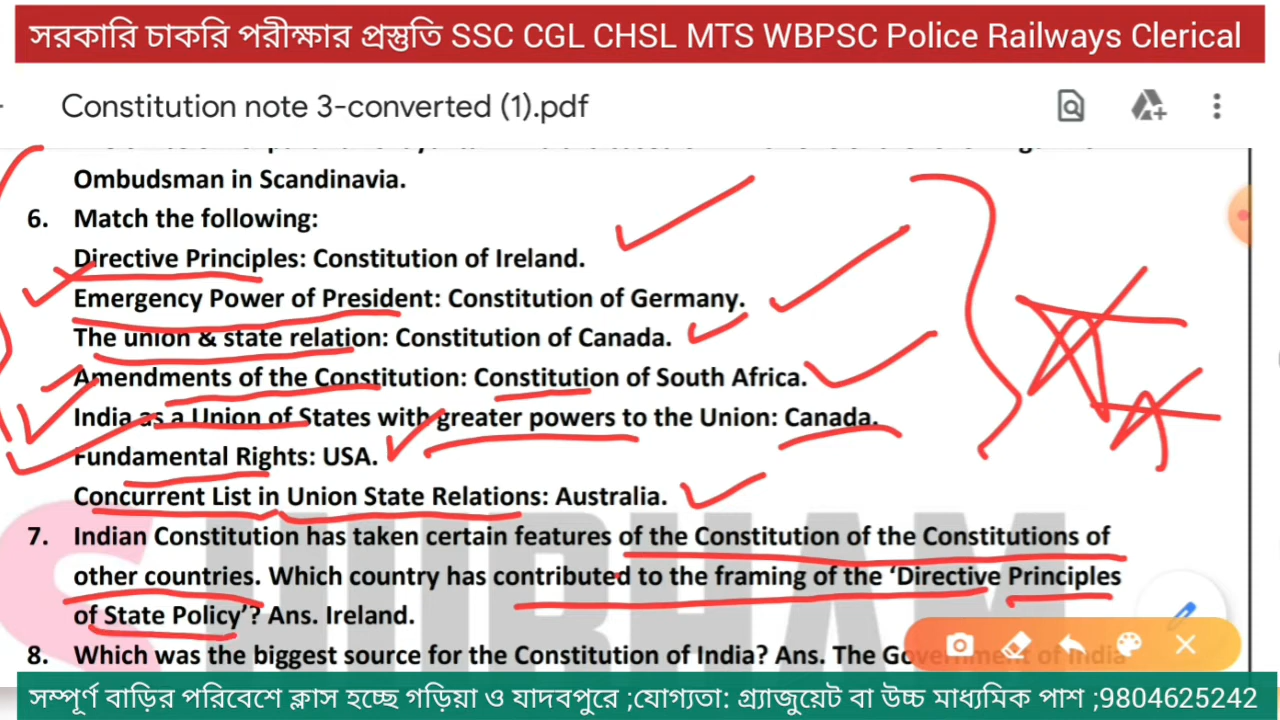 সরকারি চাকরি পরীক্ষার প্রস্তুতি SSC CGL CHSL MTS WBPSC Police Railways Clerical
Constitution note 3-converted (1).pdf
Ombudsman in Scandinavia.
6. Match the following:
Directive Principles: Constitution of Ireland.
Emergency Power of President: Constitution of Germany.
The union & state relation: Constitution of Canada.
Amendments of the Constitution: Constitution of South Africa.
India as a Union of States with greater powers to the Union: Canada.
Fundamental Rights: USA.
Concurrent List in Union State Relations: Australia.
7. Indian Constitution has taken certain features of the Constitution of the Constitutions of
other countries. Which country has contributed to the framing of the ‘Directive Principles
of State Policy’? Ans. Ireland.
8. Which was the biggest source for the Constitution of India? Ans. The Government of India
সম্পূর্ণ বাড়ির পরিবেশে ক্লাস হচ্ছে গড়িয়া ও যাদবপুরে ;যোগ্যতা: গ্র্যাজুয়েট বা উচ্চ মাধ্যমিক পাশ ;9804625242